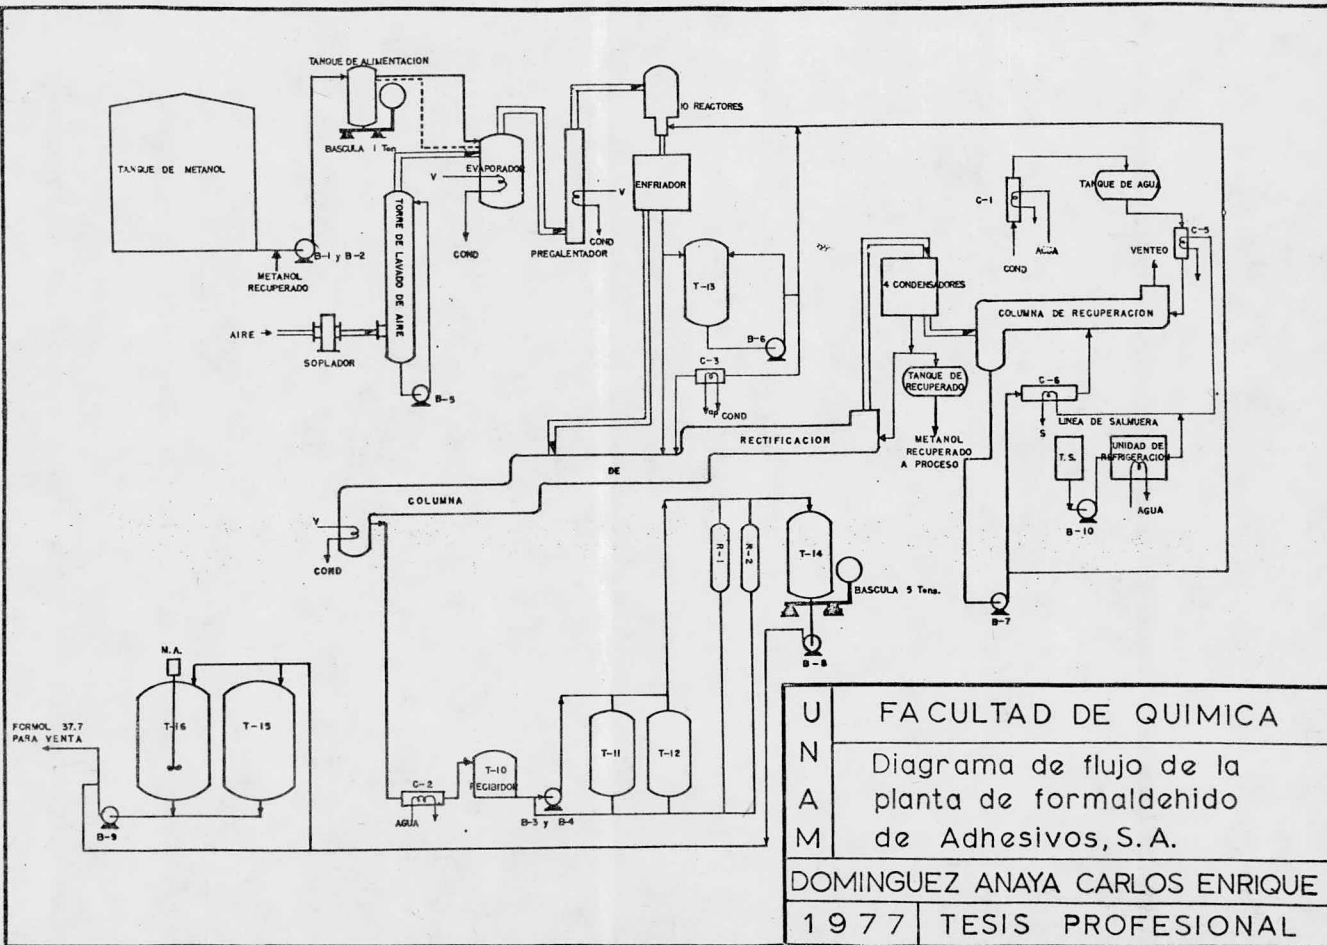 TANQUE DE ALIMENTACION
10 REACTORES
BASCULA 1 Ton
TANQUE DE METANOL
EVAPORADOR
V
V
ENFRIADOR
TANQUE DE AGUA
C-1
C-5
COND
COND
PREGALENTADOR
AGUA
COND
VENTEO
B-1 y B-2
METANOL
RECUPERADO
TORRE DE LAVADO DE AIRE
T-13
4 CONDENSADORES
COLUMNA DE RECUPERACION
AIRE
SOPLADOR
B-6
C-3
B-5
TANQUE DE
RECUPERADO
C-6
ap COND
LINEA DE SALMUERA
S
COLUMNA DE RECTIFICACION
METANOL
RECUPERADO
A PROCESO
T.S.
UNIDAD DE
REFRIGERACION
AGUA
B-10
V
COND
R-1
R-2
T-14
BASCULA 5 Tons.
B-7
B-8
M.A.
T-16
T-15
FORMOL 37.7
PARA VENTA
T-11
T-12
T-10
RECIBIDOR
C-2
AGUA
B-3 y B-4
B-9
UNAM
FACULTAD DE QUIMICA
Diagrama de flujo de la
planta de formaldehido
de Adhesivos, S.A.
DOMINGUEZ ANAYA CARLOS ENRIQUE
1977 TESIS PROFESIONAL